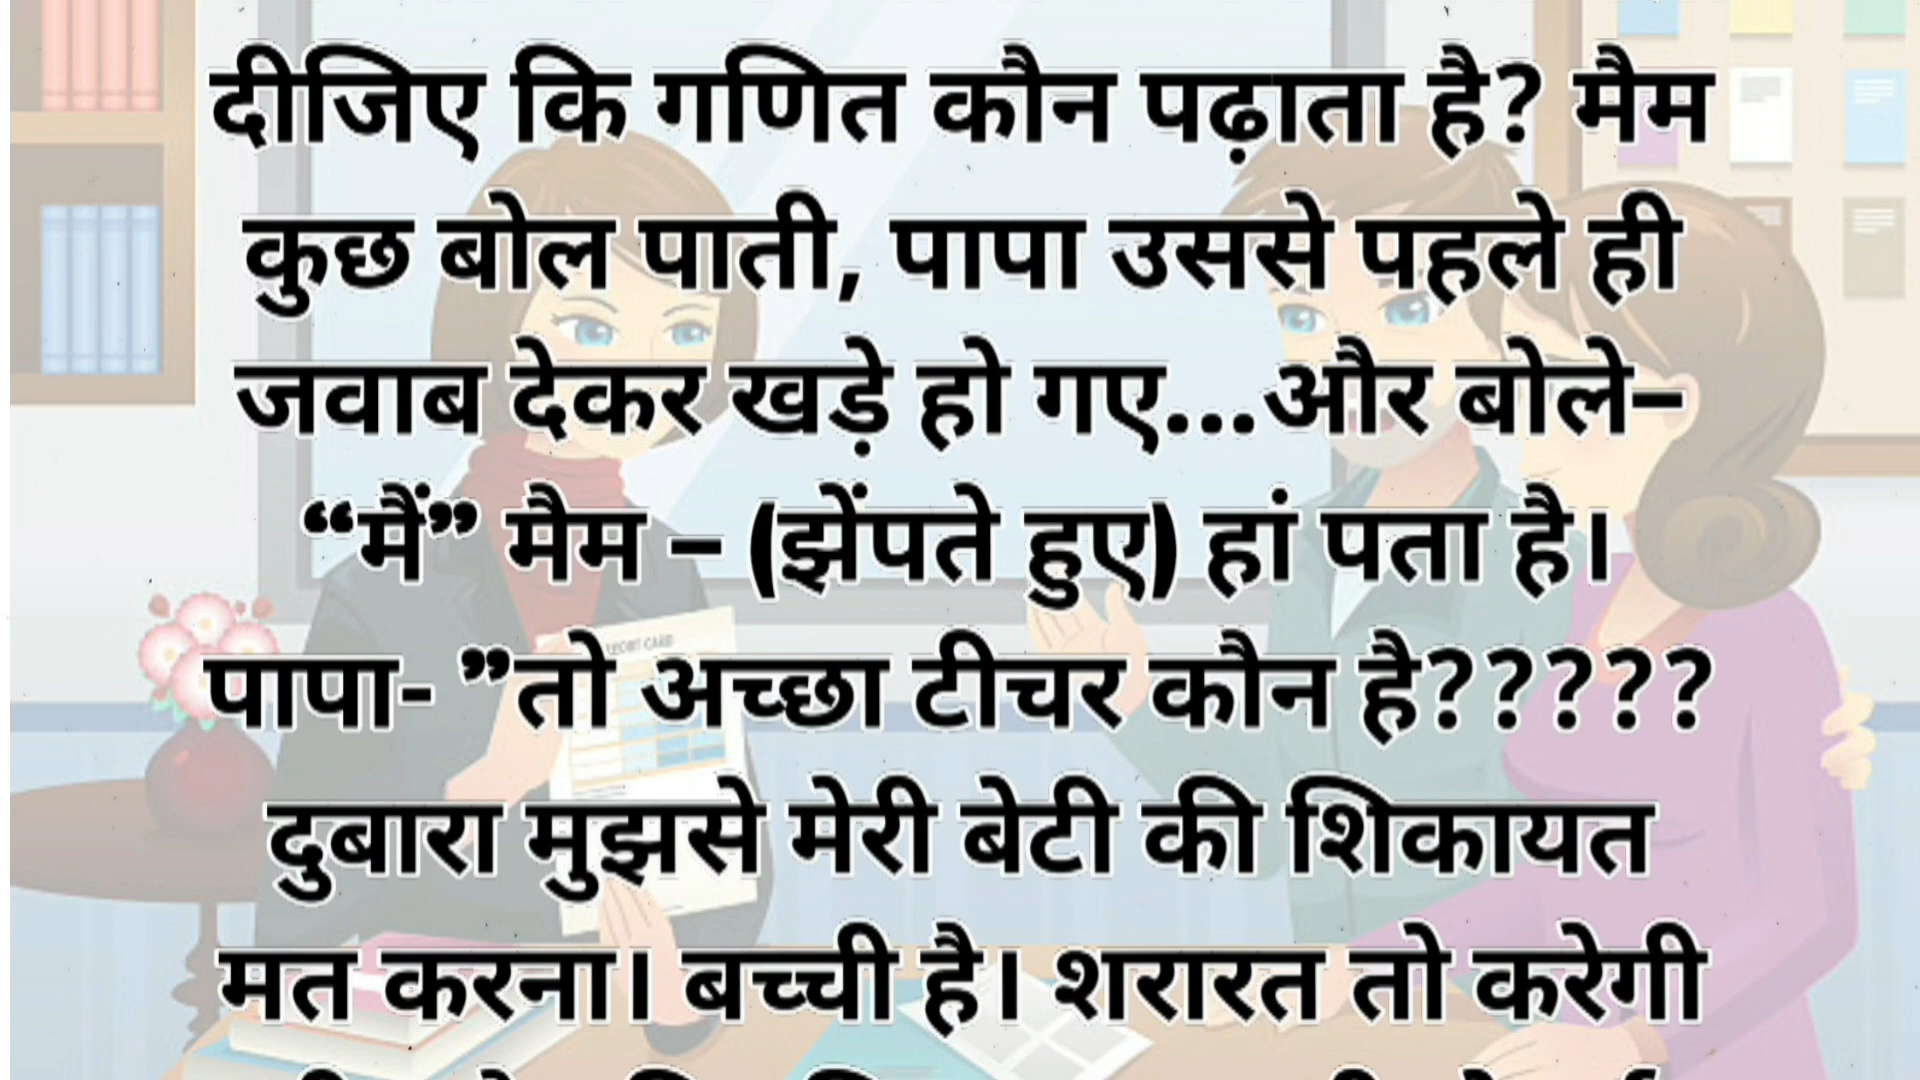 दीजिए कि गणित कौन पढ़ाता है? मैम
कुछ बोल पाती, पापा उससे पहले ही
जवाब देकर खड़े हो गए...और बोले–
“मैं” मैम – (झेंपते हुए) हां पता है।
पापा- ”तो अच्छा टीचर कौन है?????
दुबारा मुझसे मेरी बेटी की शिकायत
मत करना। बच्ची है। शरारत तो करेगी